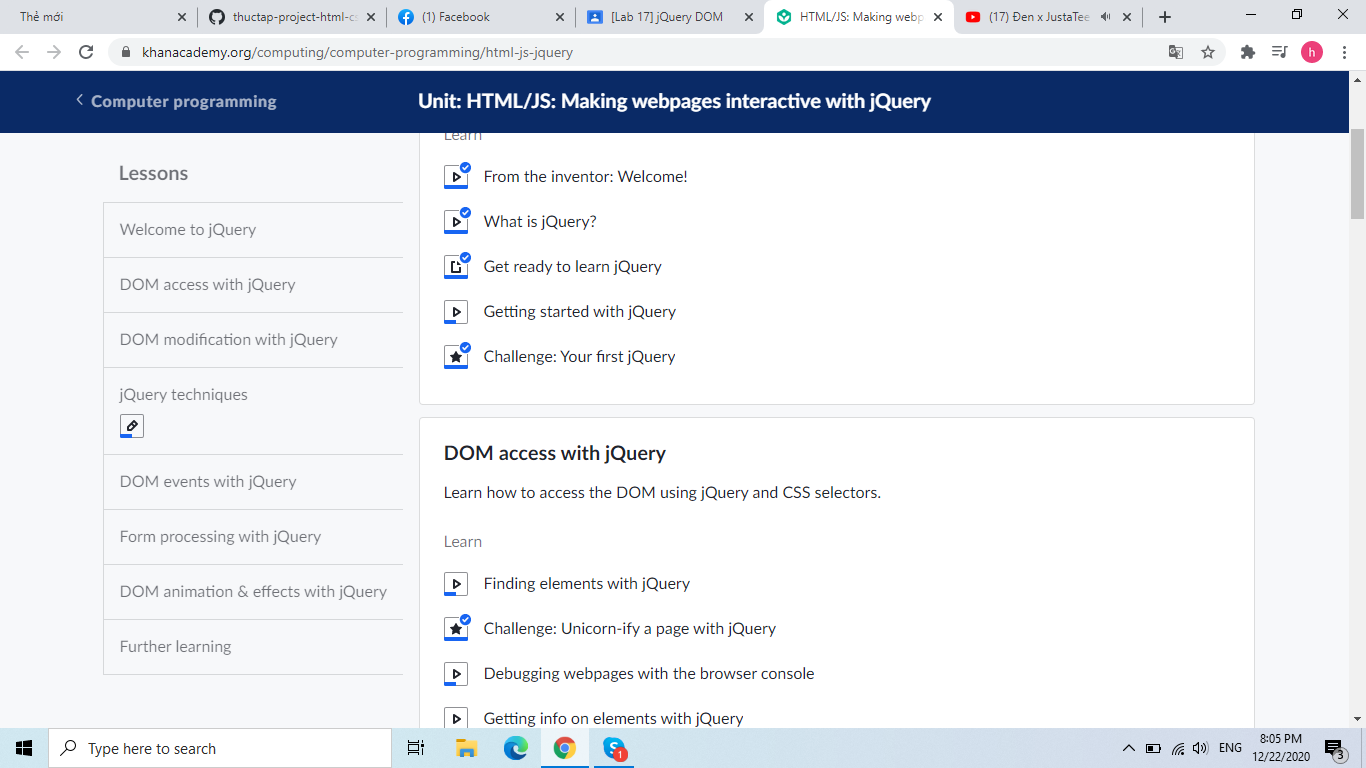 Thẻ mới
thuctap-project-html-cs
(1) Facebook
[Lab 17] jQuery DOM
HTML/JS: Making webp
(17) Đen x JustaTee
khanacademy.org/computing/computer-programming/html-js-jquery
h
Computer programming
Unit: HTML/JS: Making webpages interactive with jQuery
Lessons
Welcome to jQuery
DOM access with jQuery
DOM modification with jQuery
jQuery techniques
DOM events with jQuery
Form processing with jQuery
DOM animation & effects with jQuery
Further learning
Learn
From the inventor: Welcome!
What is jQuery?
Get ready to learn jQuery
Getting started with jQuery
Challenge: Your first jQuery
DOM access with jQuery
Learn how to access the DOM using jQuery and CSS selectors.
Learn
Finding elements with jQuery
Challenge: Unicorn-ify a page with jQuery
Debugging webpages with the browser console
Getting info on elements with jQuery
Type here to search
1
ENG
8:05 PM
12/22/2020
3